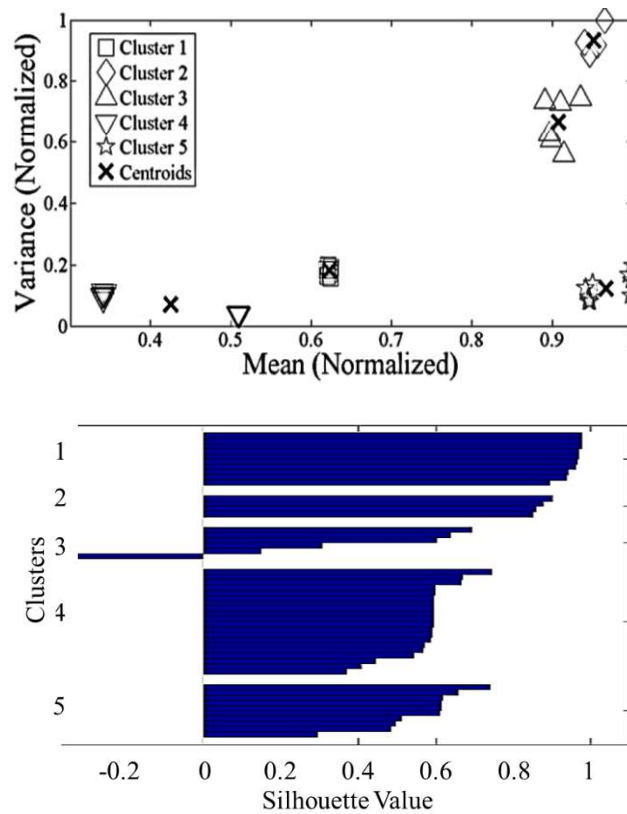 Variance (Normalized)
1
0.8
0.6
0.4
0.2
0
Cluster 1
Cluster 2
Cluster 3
Cluster 4
Cluster 5
Centroids
0.4 0.5 0.6 0.7 0.8 0.9
Mean (Normalized)
Clusters
1
2
3
4
5
-0.2 0 0.2 0.4 0.6 0.8 1
Silhouette Value